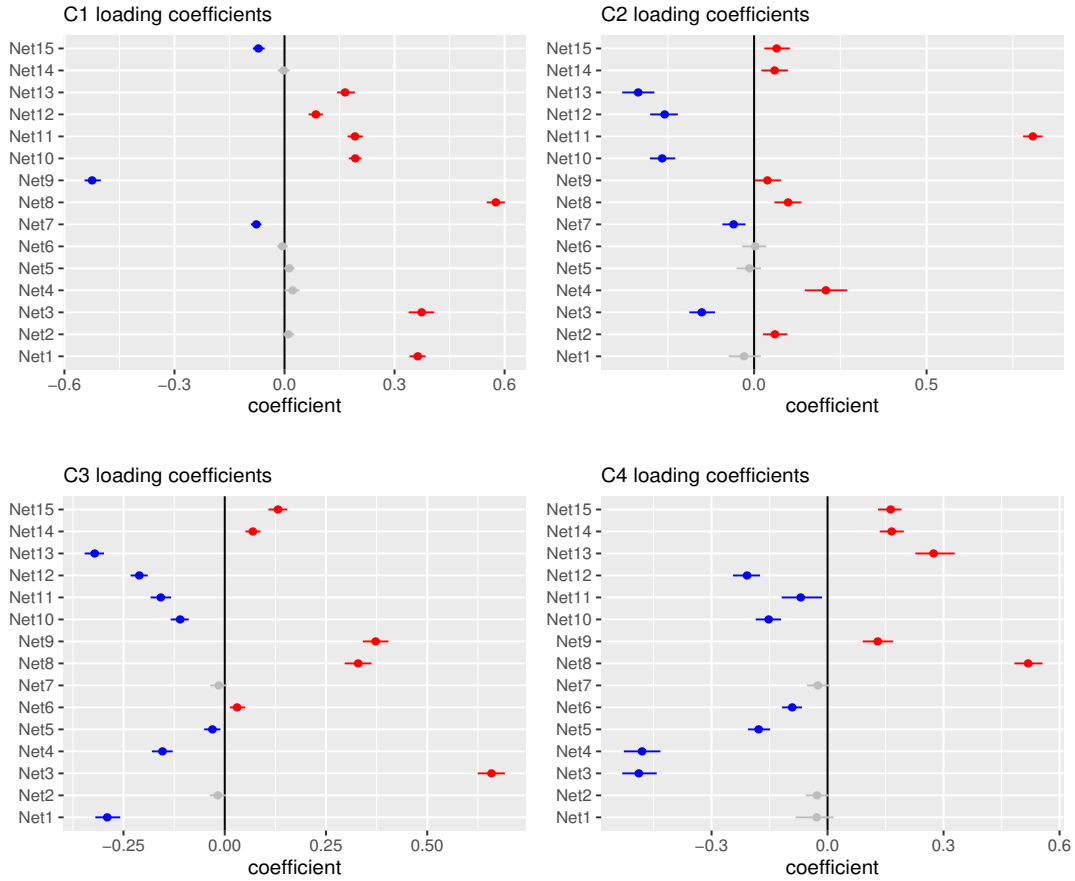 C1 loading coefficients
Net15
Net14
Net13
Net12
Net11
Net10
Net9
Net8
Net7
Net6
Net5
Net4
Net3
Net2
Net1
−0.6 −0.3 0.0 0.3 0.6
coefficient
C2 loading coefficients
Net15
Net14
Net13
Net12
Net11
Net10
Net9
Net8
Net7
Net6
Net5
Net4
Net3
Net2
Net1
0.0 0.5
coefficient
C3 loading coefficients
Net15
Net14
Net13
Net12
Net11
Net10
Net9
Net8
Net7
Net6
Net5
Net4
Net3
Net2
Net1
−0.25 0.00 0.25 0.50
coefficient
C4 loading coefficients
Net15
Net14
Net13
Net12
Net11
Net10
Net9
Net8
Net7
Net6
Net5
Net4
Net3
Net2
Net1
−0.3 0.0 0.3 0.6
coefficient